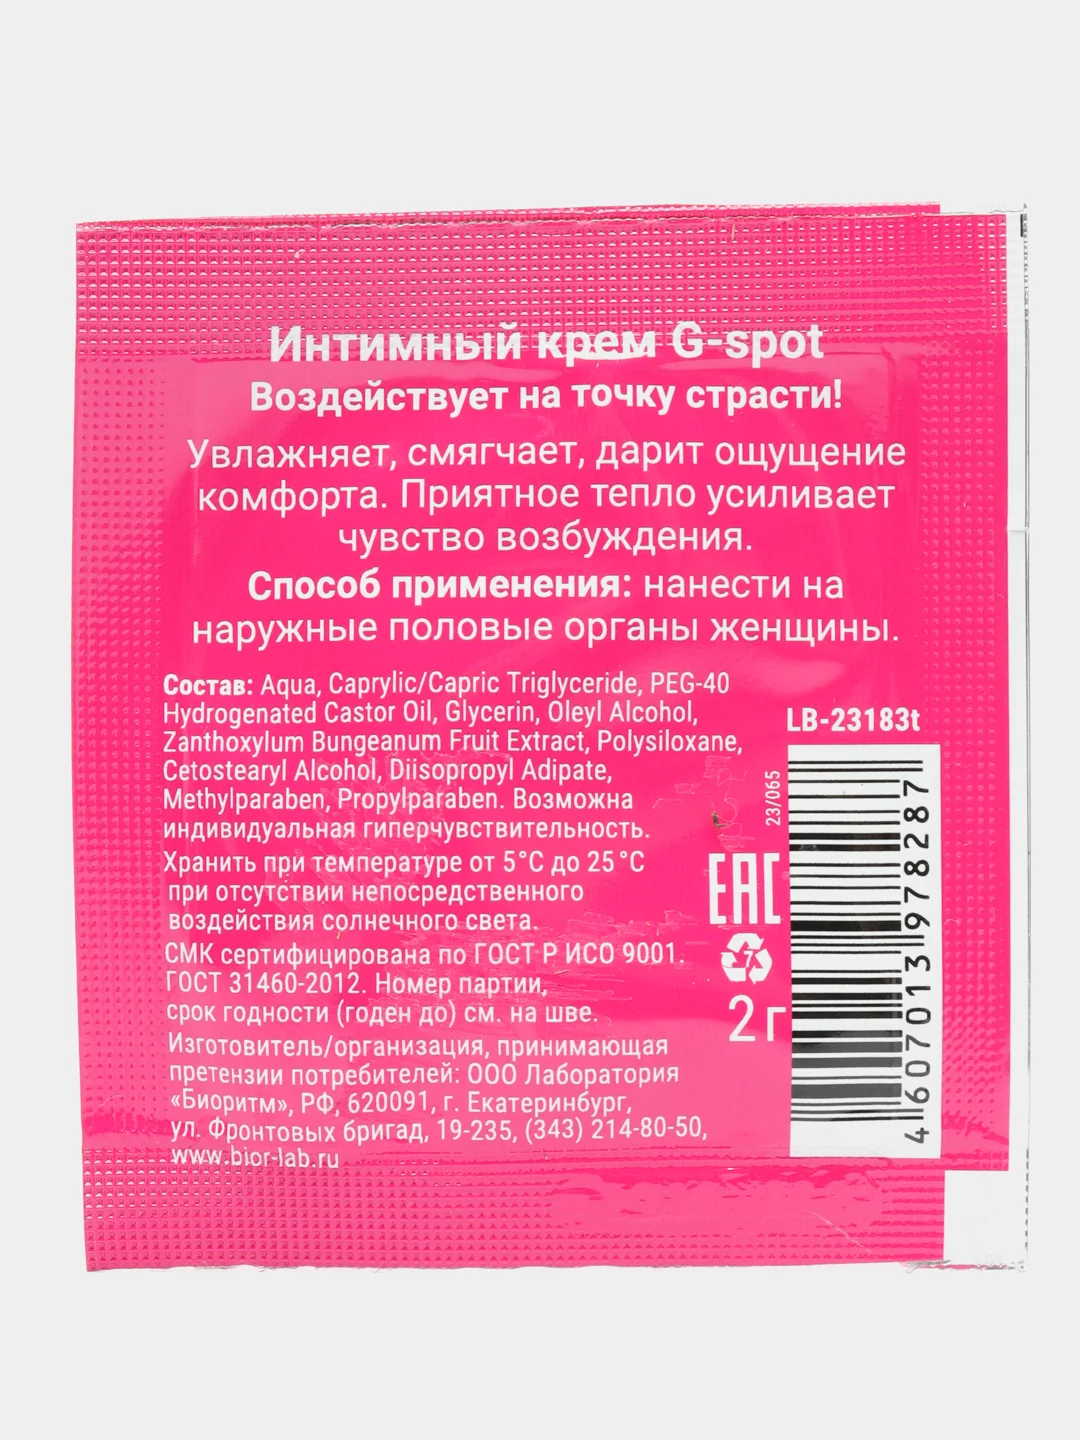 Интимный крем G-spot
Воздействует на точку страсти!
Увлажняет, смягчает, дарит ощущение
комфорта. Приятное тепло усиливает
чувство возбуждения.
Способ применения: нанести на
наружные половые органы женщины.
Состав: Aqua, Caprylic/Capric Triglyceride, PEG-40
Hydrogenated Castor Oil, Glycerin, Oleyl Alcohol,
Zanthoxylum Bungeanum Fruit Extract, Polysiloxane,
Cetostearyl Alcohol, Diisopropyl Adipate,
Methylparaben, Propylparaben. Возможна
индивидуальная гиперчувствительность.
Хранить при температуре от 5°C до 25°C
при отсутствии непосредственного
воздействия солнечного света.
СМК сертифицирована по ГОСТ Р ИСО 9001.
ГОСТ 31460-2012. Номер партии,
срок годности (годен до) см. на шве.
Изготовитель/организация, принимающая
претензии потребителей: ООО Лаборатория
«Биоритм», РФ, 620091, г. Екатеринбург,
ул. Фронтовых бригад, 19-235, (343) 214-80-50,
www.bior-lab.ru
LB-23183t
23/065
EAC
7
2 г
4 607013 978287